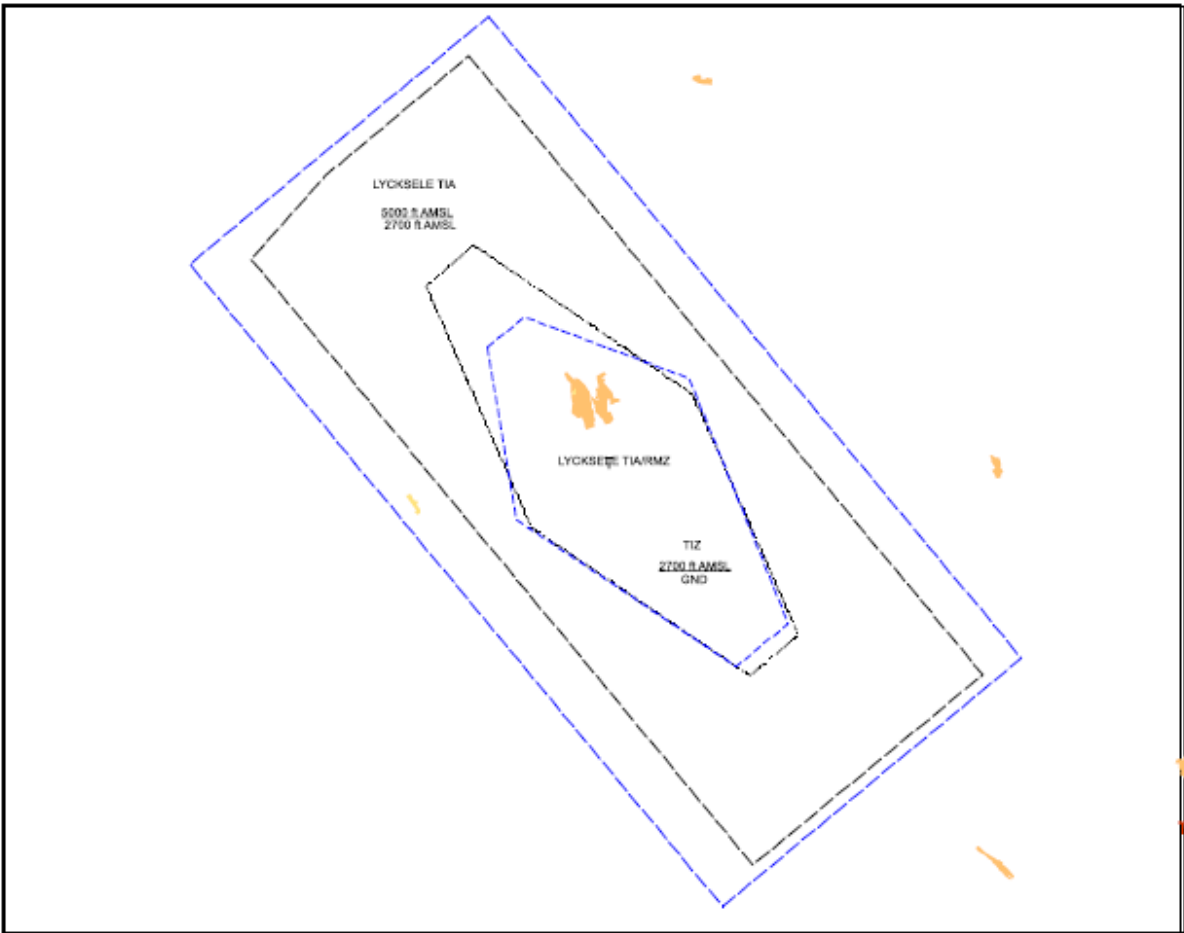 LYCKSELE TIA
5000 ft AMSL
2700 ft AMSL
LYCKSELE TIA/RMZ
TIZ
2700 ft AMSL
GND